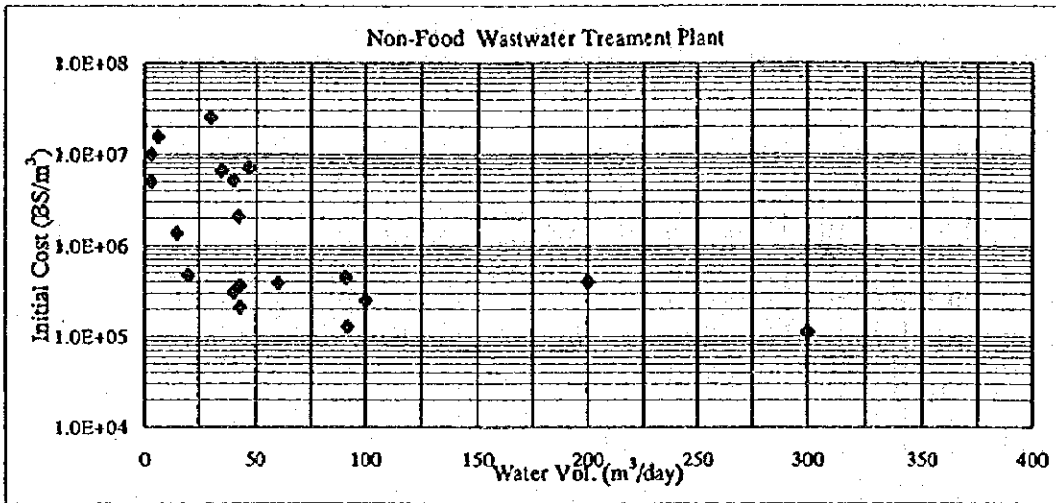 Non-Food Wastwater Treament Plant
Initial Cost (BS/m³)
1.0E+08
1.0E+07
1.0E+06
1.0E+05
1.0E+04
0 50 100 150 200 250 300 350 400
Water Vol. (m³/day)